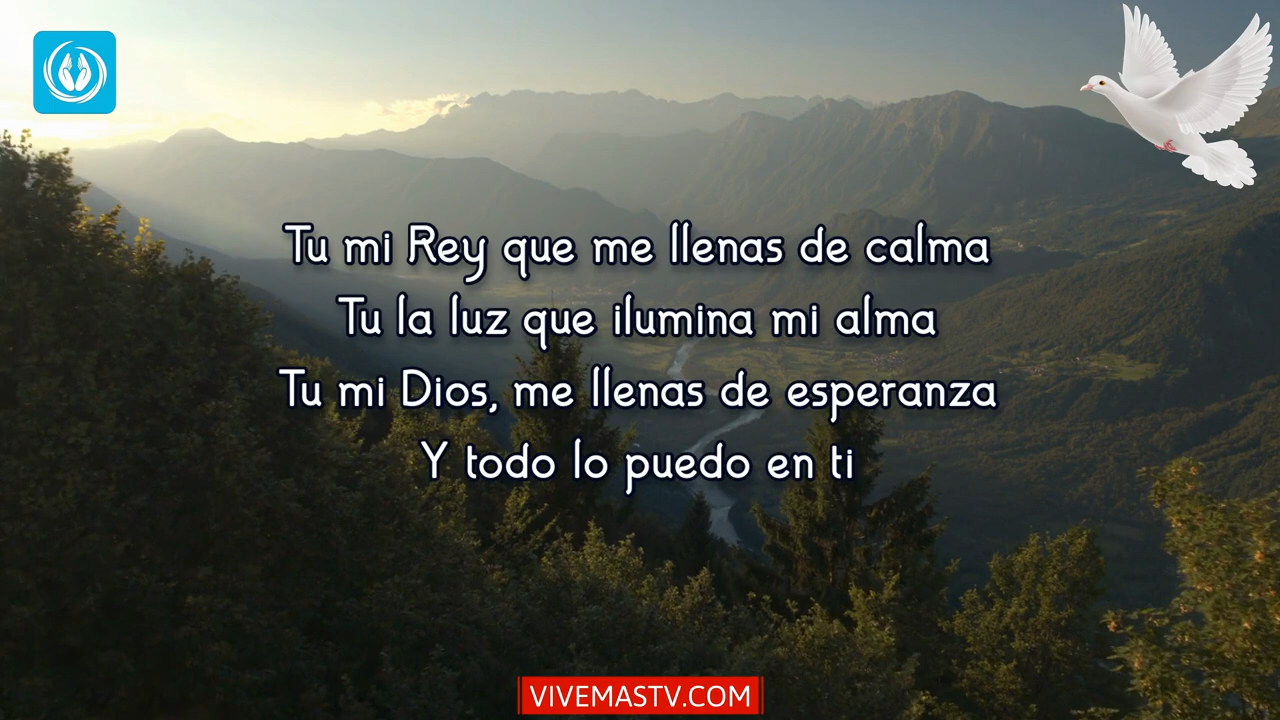 Tu mi Rey que me llenas de calma
Tu la luz que ilumina mi alma
Tu mi Dios, me llenas de esperanza
Y todo lo puedo en ti
VIVEMASTV.COM